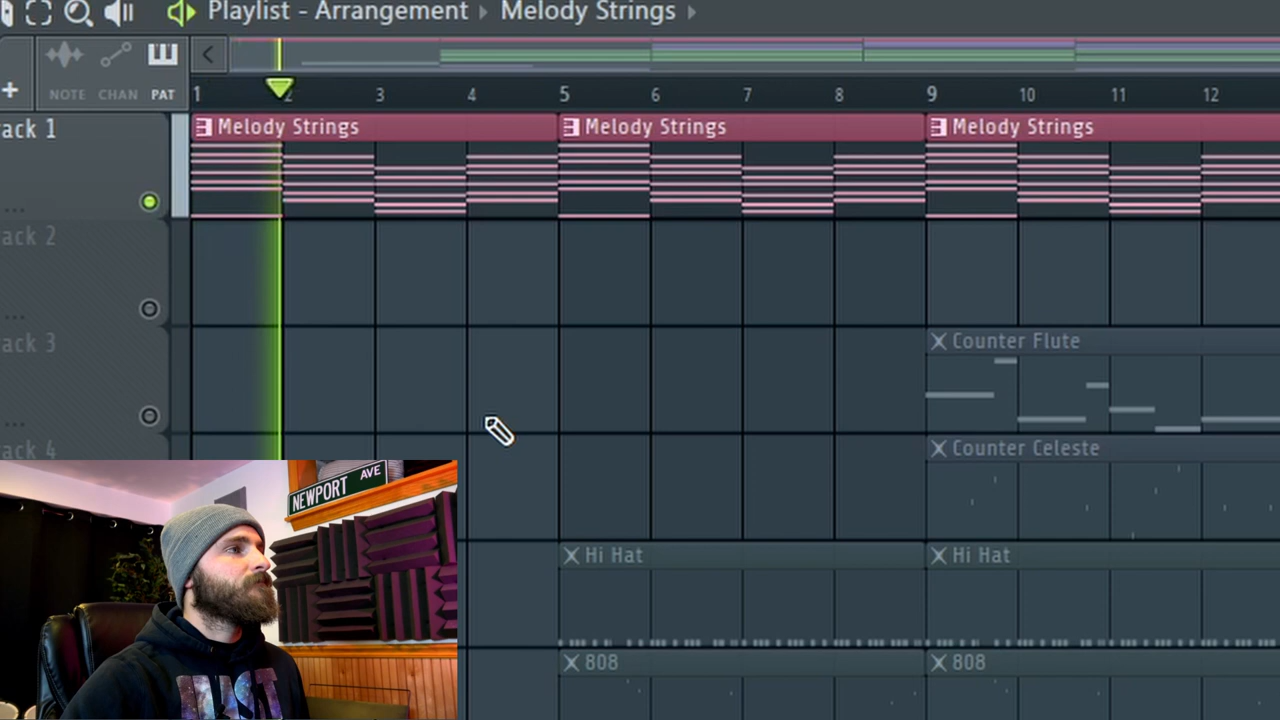 Playlist - Arrangement ▸ Melody Strings ▸
NOTE CHAN PAT
1 2 3 4 5 6 7 8 9 10 11 12
ack 1
Melody Strings Melody Strings Melody Strings
ack 2
ack 3
Counter Flute
ack 4
Counter Celeste
Hi Hat Hi Hat
808 808
NEWPORT AVE